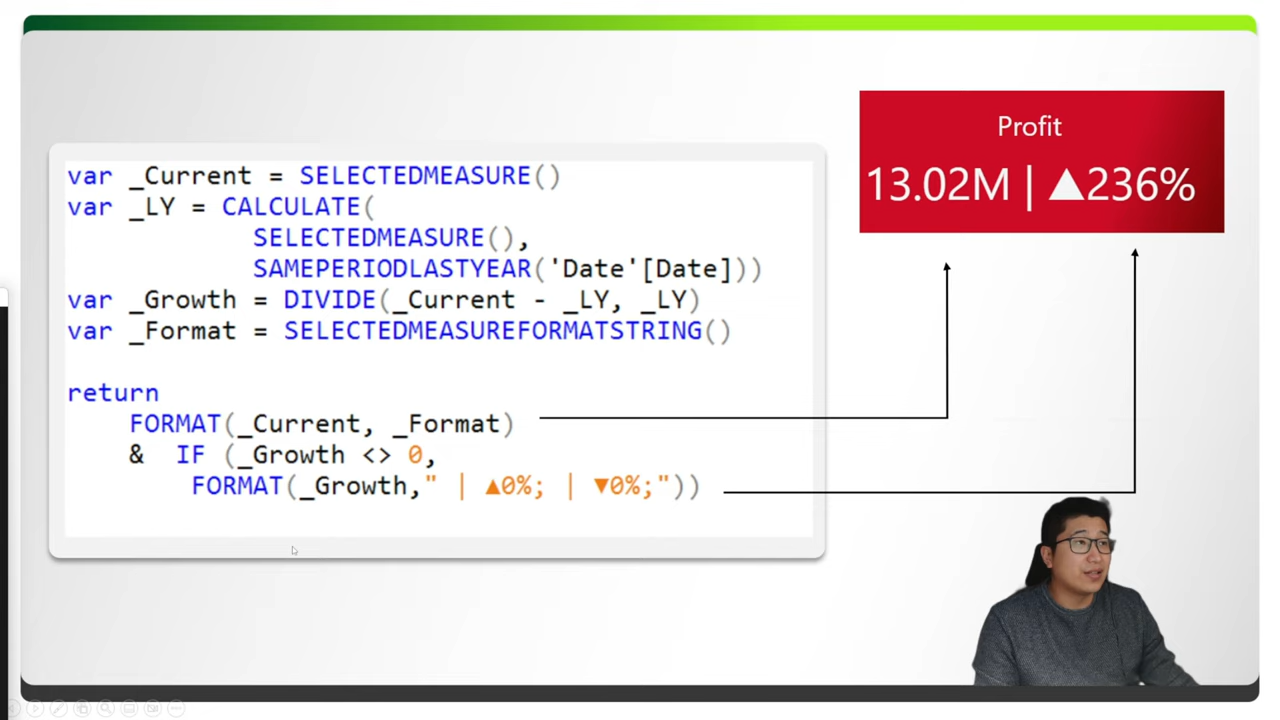 Profit
13.02M | ▲236%
var _Current = SELECTEDMEASURE()
var _LY = CALCULATE(
SELECTEDMEASURE(),
SAMEPERIODLASTYEAR('Date'[Date]))
var _Growth = DIVIDE(_Current - _LY, _LY)
var _Format = SELECTEDMEASUREFORMATSTRING()
return
FORMAT(_Current, _Format)
& IF (_Growth <> 0,
FORMAT(_Growth," | ▲0%; | ▼0%;"))